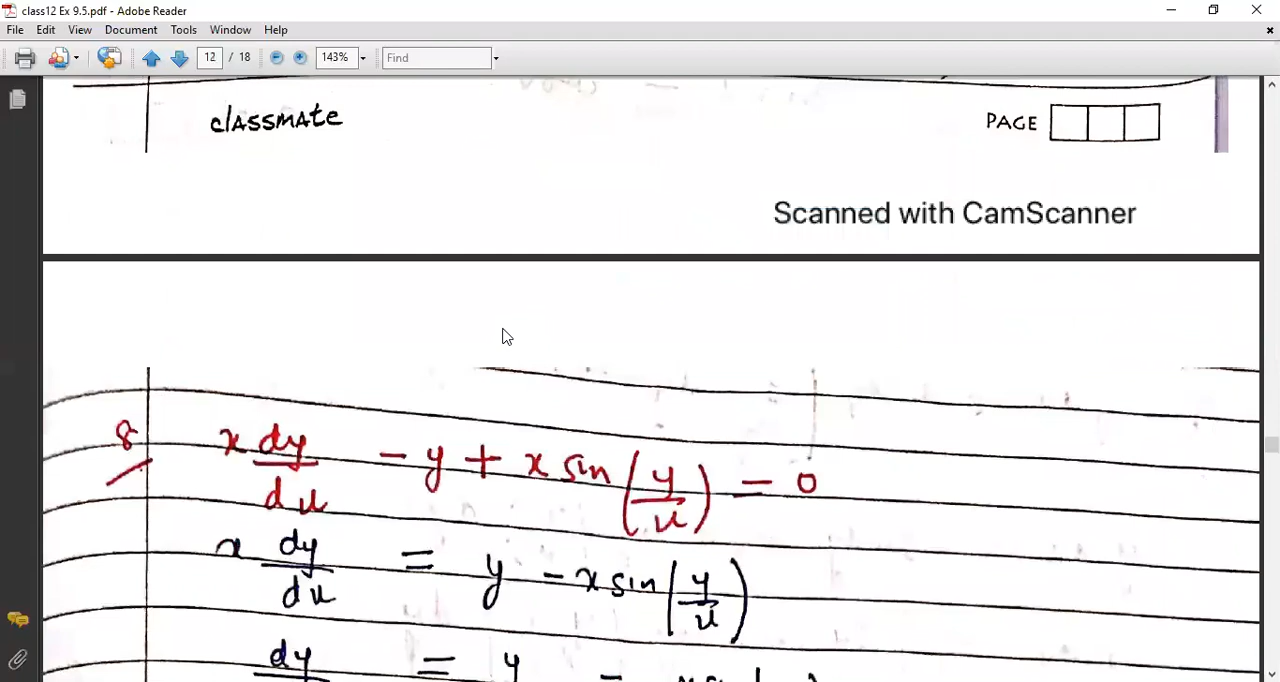 class12 Ex 9.5.pdf - Adobe Reader
File Edit View Document Tools Window Help
12 / 18 143% Find
classmate
PAGE
Scanned with CamScanner
8 x dy/dx - y + x sin (y/x) = 0
x dy/dx = y - x sin (y/x)
dy = y -